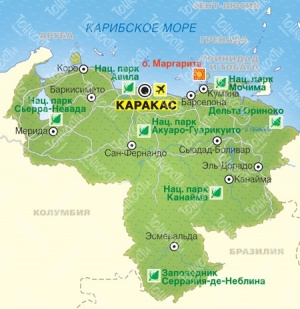 СЕНТ-ЛЮСИЯ
КАРИБСКОЕ МОРЕ
АРУБА
ГРЕНАДА
ТРИНИДАД
И ТОБАГО
Коро
Нац. парк
Авила
о. Маргарита
Нац. парк
Мочима
Баркисимето
КАРАКАС
Кумана
Барселона
Дельта Ориноко
Нац. парк
Сьерра-Невада
Мерида
Нац. парк
Акуаро-Гуарикуито
Сан-Фернандо
Сьюдад-Боливар
Эль-Дорадо
Канайма
Нац. парк
Канайма
КОЛУМБИЯ
Эсмеральда
БРАЗИЛИЯ
Заповедник
Серрания-де-Неблина